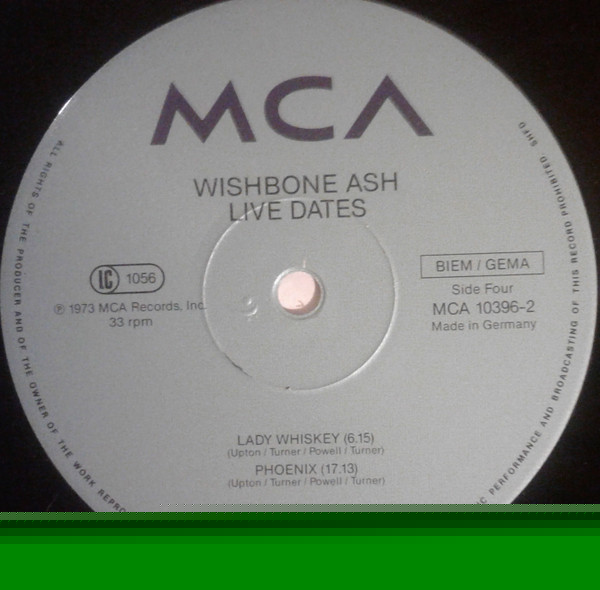 MCA
WISHBONE ASH
LIVE DATES
LC 1056
℗ 1973 MCA Records, Inc.
33 rpm
BIEM / GEMA
Side Four
MCA 10396-2
Made in Germany
LADY WHISKEY (6.15)
(Upton / Turner / Powell / Turner)
PHOENIX (17.13)
(Upton / Turner / Powell / Turner)
ALL RIGHTS OF THE PRODUCER AND OF THE OWNER OF THE WORK
PERFORMANCE AND BROADCASTING OF THIS RECORD PROHIBITED